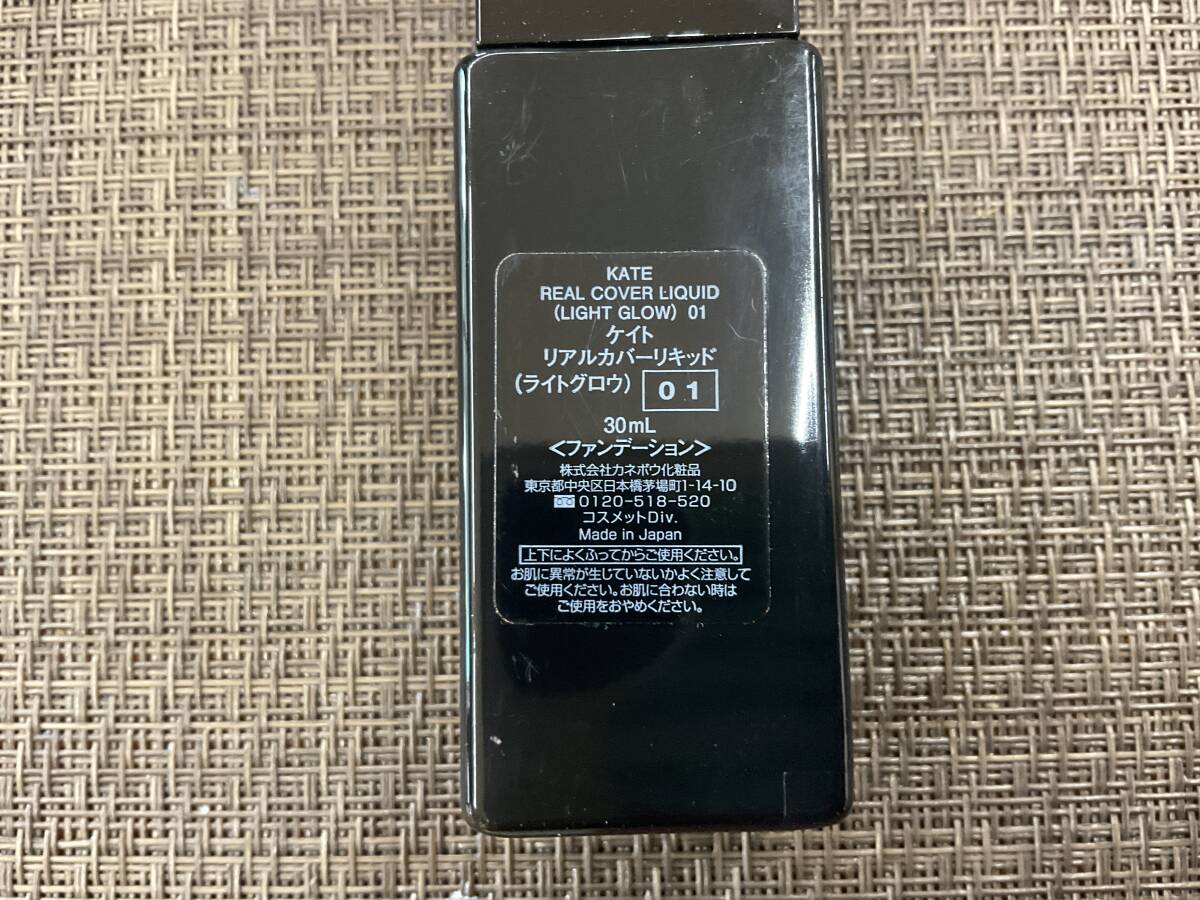 KATE
REAL COVER LIQUID
(LIGHT GLOW) 01
ケイト
リアルカバーリキッド
(ライトグロウ) 01
30mL
<ファンデーション>
株式会社カネボウ化粧品
東京都中央区日本橋茅場町1-14-10
0120-518-520
コスメットDiv.
Made in Japan
上下によくふってからご使用ください。
お肌に異常が生じていないかよく注意して
ご使用ください。お肌に合わない時は
ご使用をおやめください。